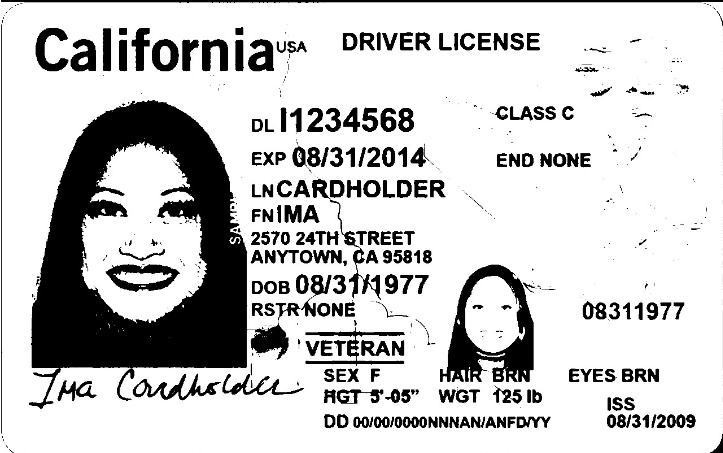 California USA DRIVER LICENSE
DL I1234568 CLASS C
EXP 08/31/2014 END NONE
LN CARDHOLDER
FN IMA
2570 24TH STREET
ANYTOWN, CA 95818
DOB 08/31/1977
RSTR NONE 08311977
VETERAN
SEX F HAIR BRN EYES BRN
HGT 5'-05" WGT 125 lb
ISS
DD 00/00/0000NNNAN/ANFD/YY 08/31/2009
Ima Cardholder